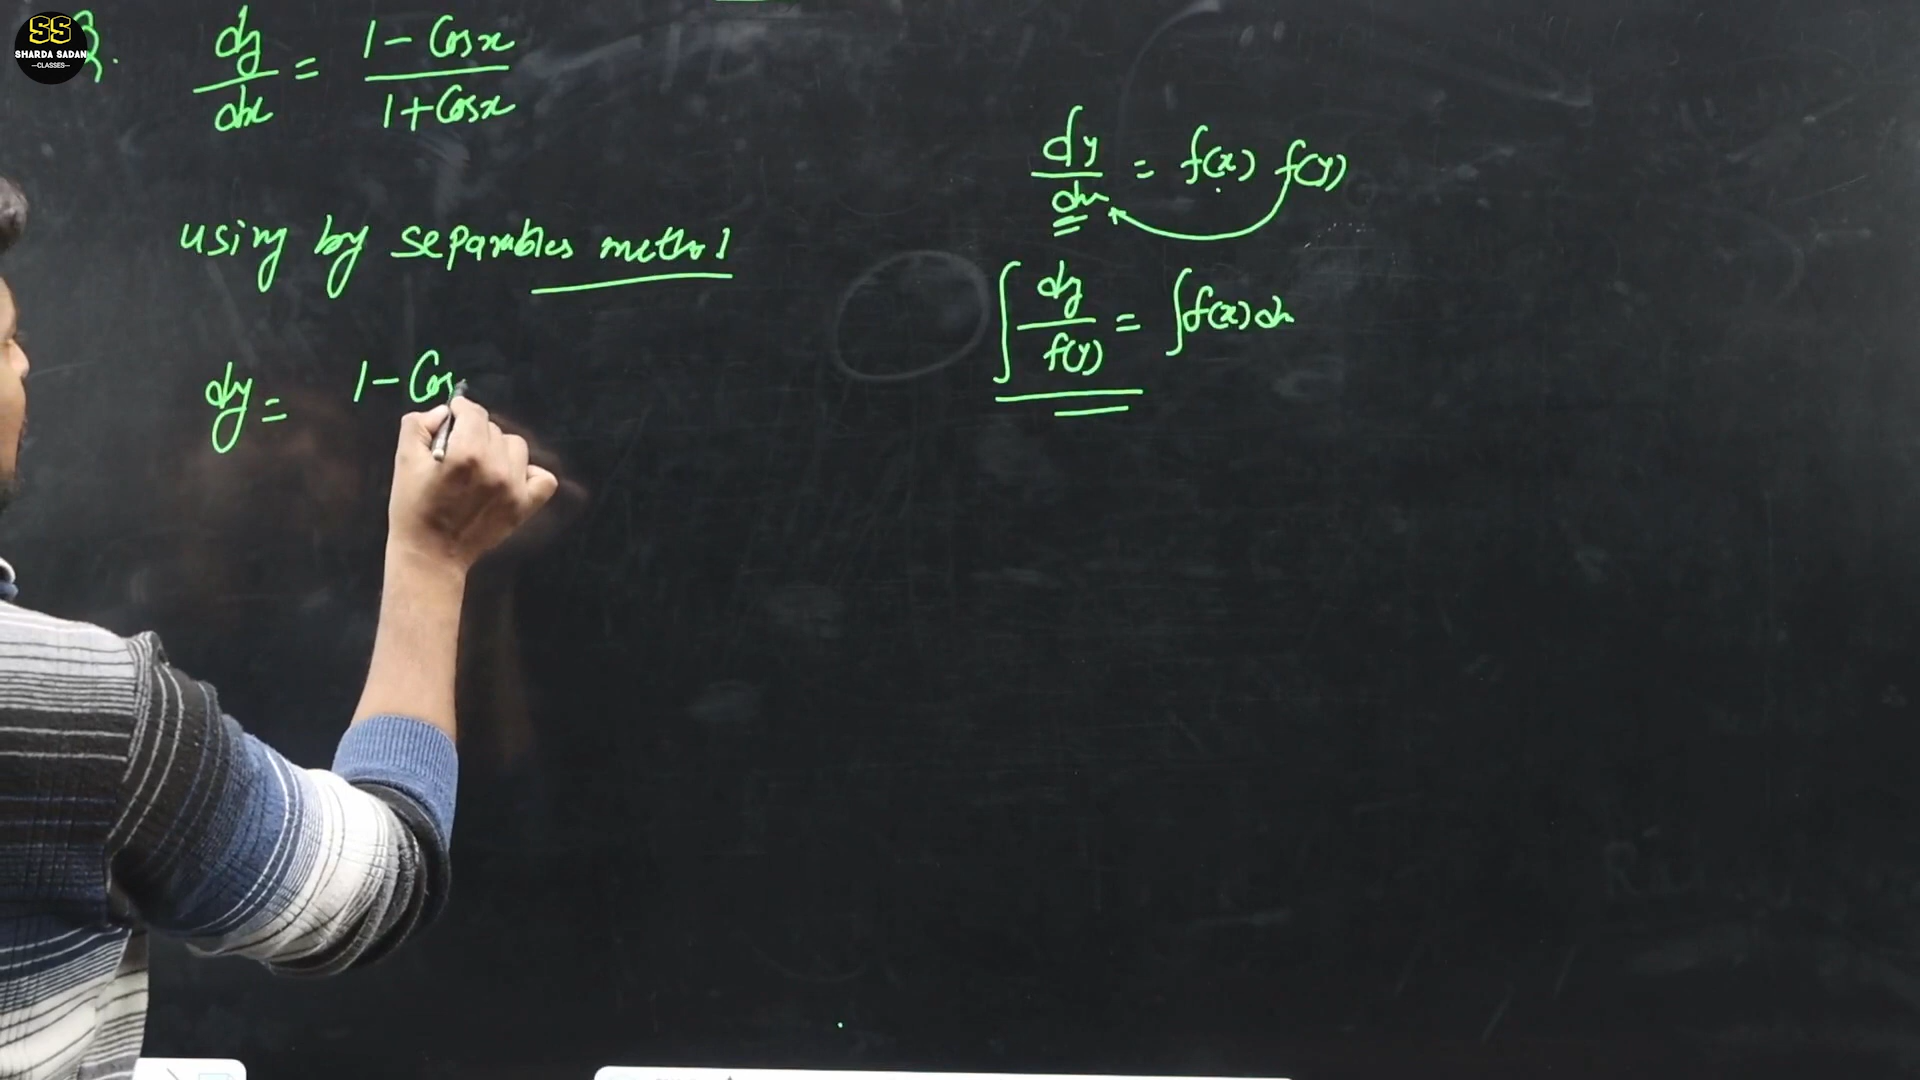 SS
SHARDA SADAN
—CLASSES—
Q. dy/dx = 1 - Cosx / 1 + Cosx
using by separables method
dy = 1 - Cos
dy/dx = f(x) f(y)
∫ dy/f(y) = ∫ f(x) dx